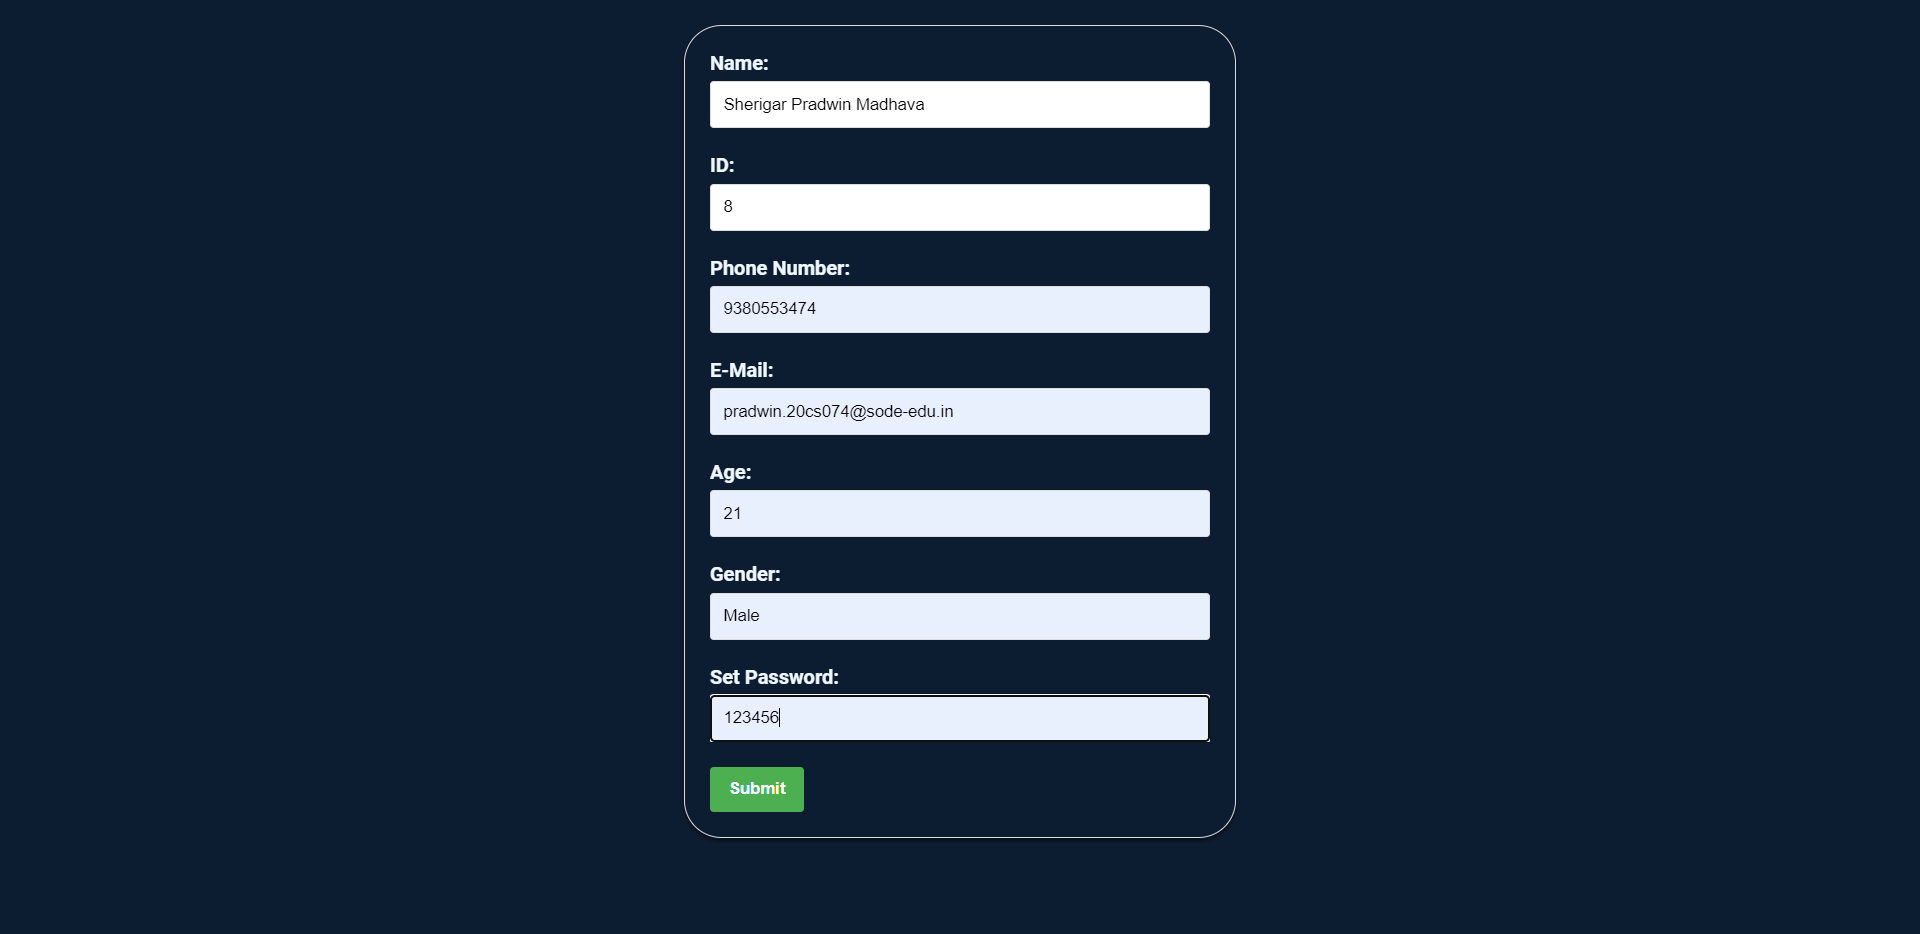 Name:
Sherigar Pradwin Madhava
ID:
8
Phone Number:
9380553474
E-Mail:
pradwin.20cs074@sode-edu.in
Age:
21
Gender:
Male
Set Password:
123456
Submit